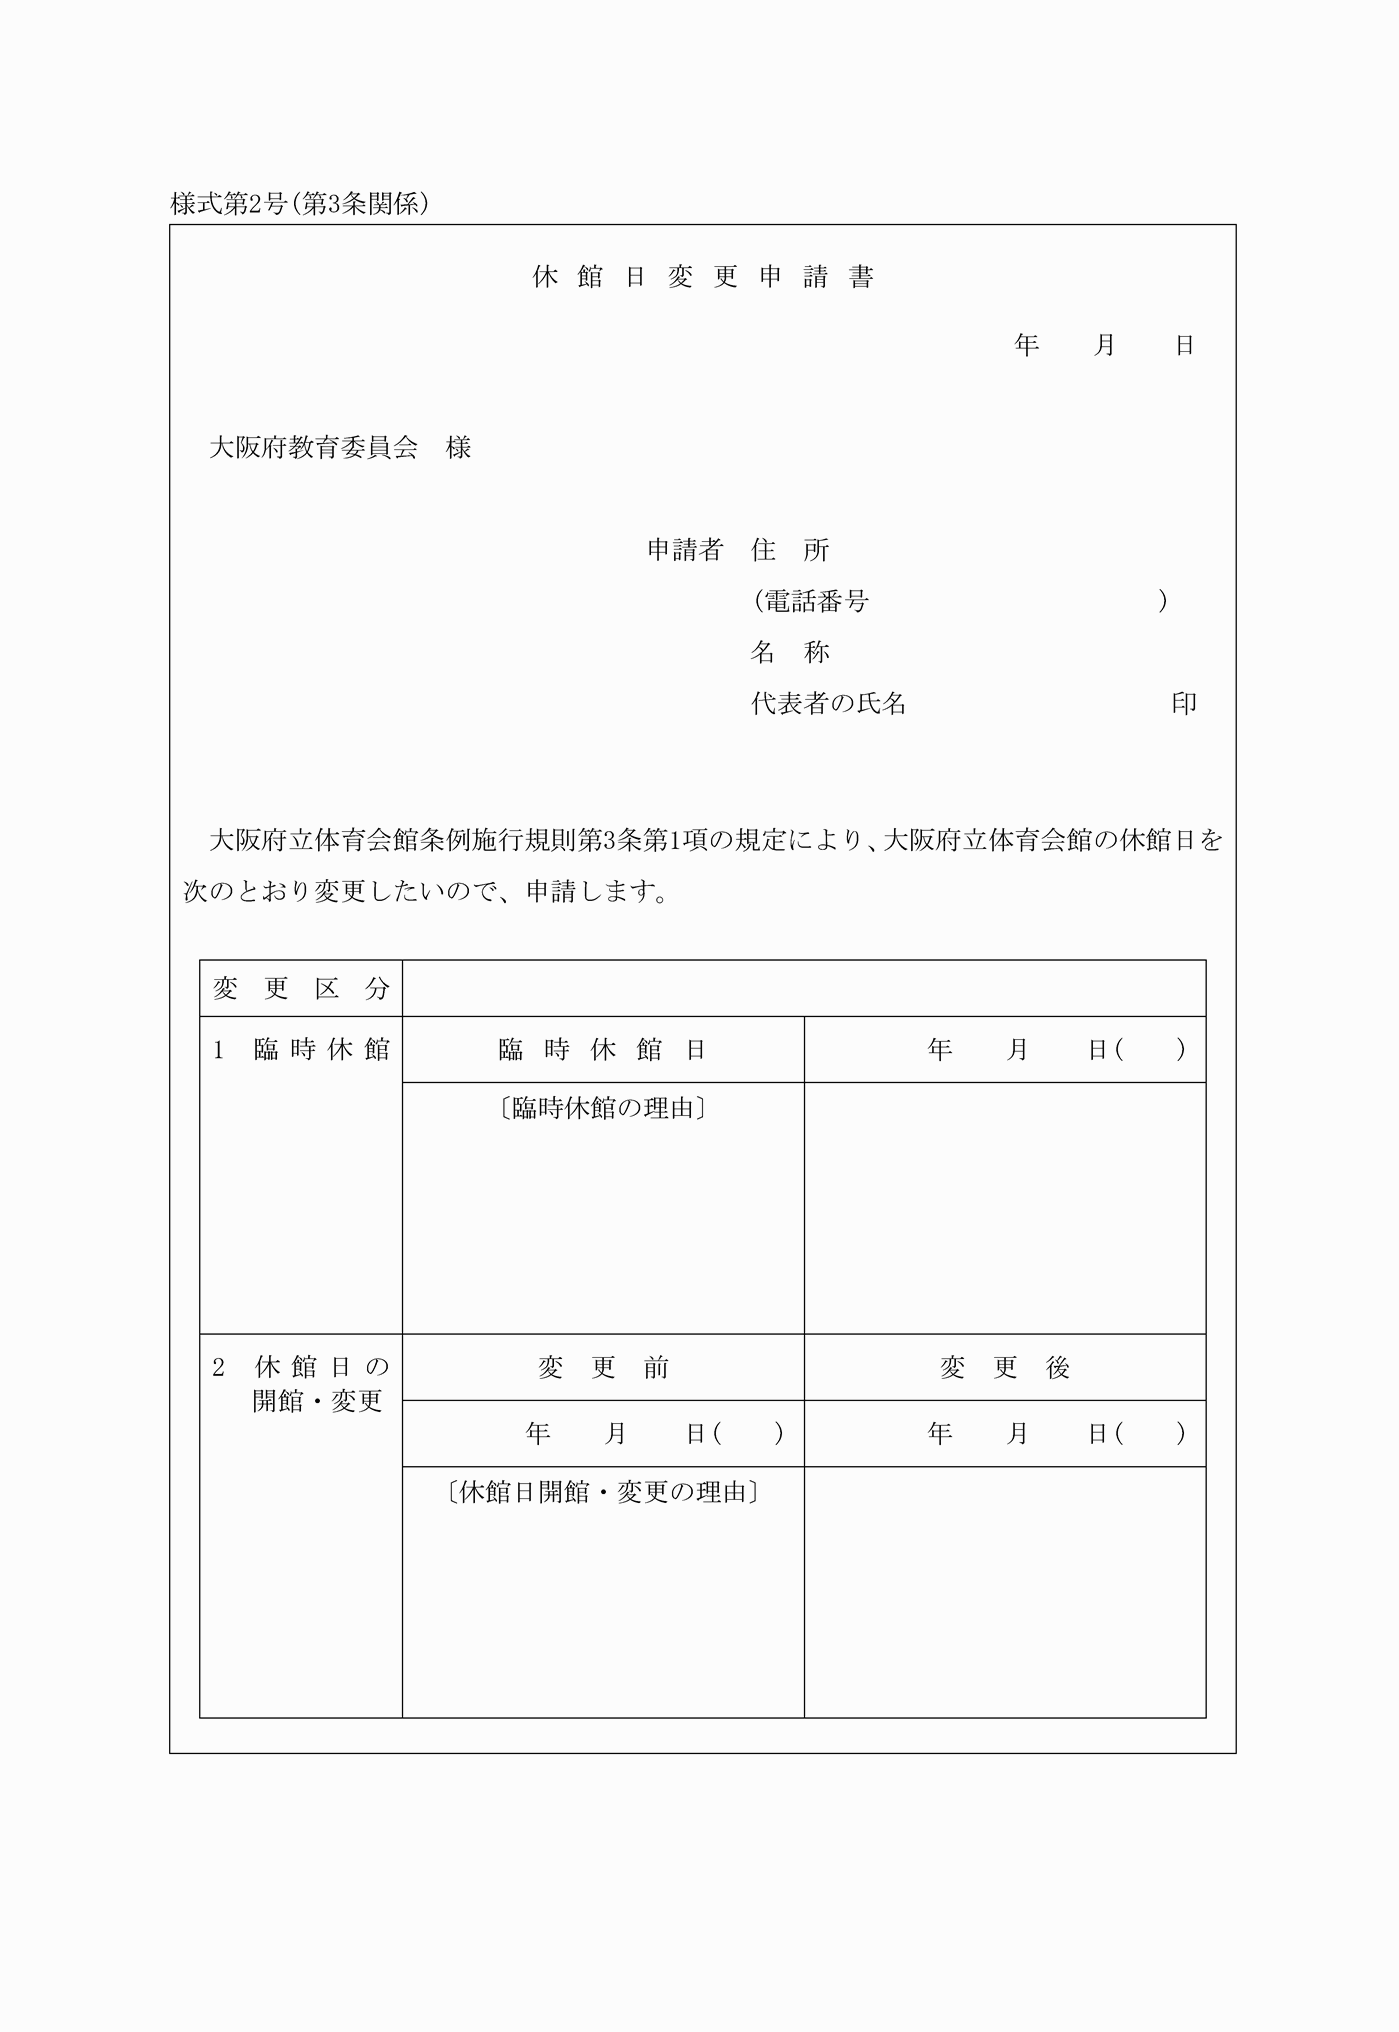 様式第2号(第3条関係)
休館日変更申請書
年　　月　　日
大阪府教育委員会　様
申請者　住　所
(電話番号　　　　　　　　　　　)
名　称
代表者の氏名　　　　　　　　　　印
大阪府立体育会館条例施行規則第3条第1項の規定により、大阪府立体育会館の休館日を
次のとおり変更したいので、申請します。
変更区分
1　臨時休館
臨時休館日
年　　月　　日(　　)
〔臨時休館の理由〕
2　休館日の
開館・変更
変　更　前
変　更　後
年　　月　　日(　　)
年　　月　　日(　　)
〔休館日開館・変更の理由〕